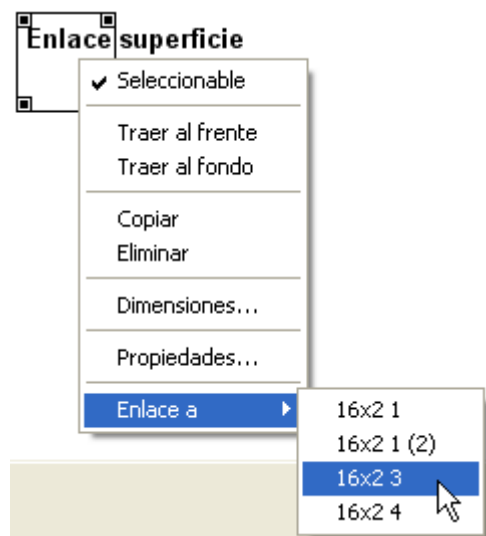 Enlace superficie
Seleccionable
Traer al frente
Traer al fondo
Copiar
Eliminar
Dimensiones...
Propiedades...
Enlace a
16x2 1
16x2 1 (2)
16x2 3
16x2 4